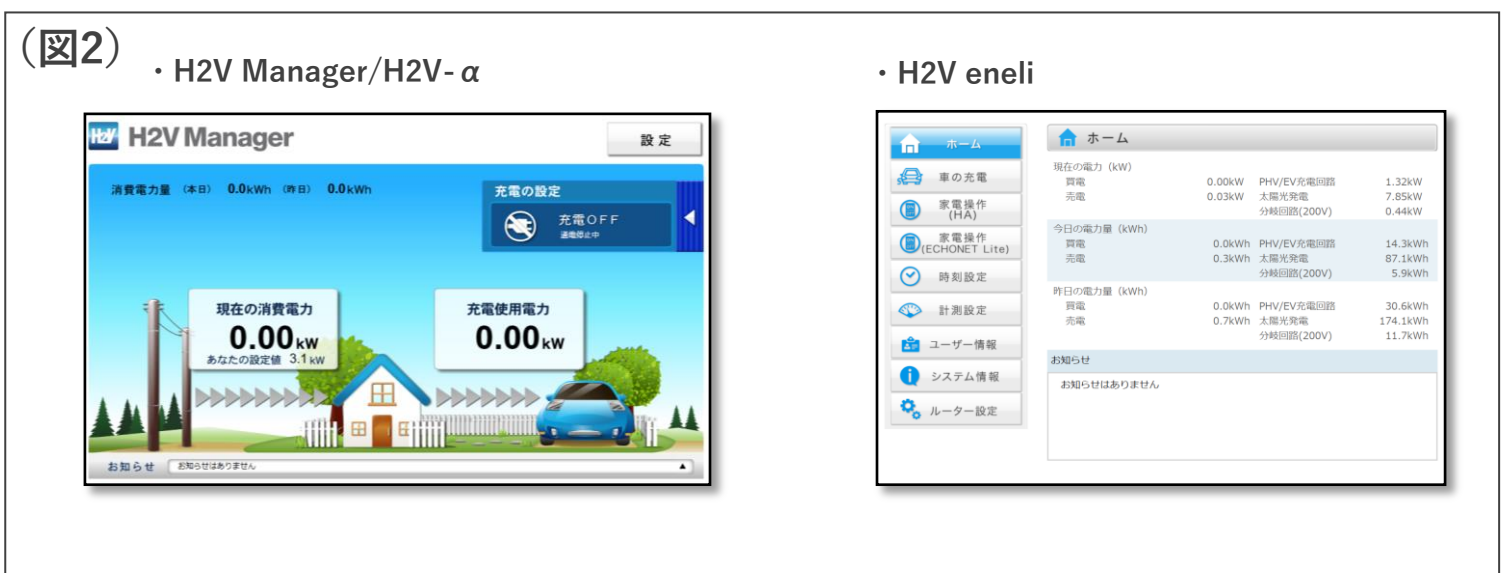 (図2)
・H2V Manager/H2V-α
H2V H2V Manager
設定
消費電力量 (本日) 0.0kWh (昨日) 0.0kWh
充電の設定
充電OFF
通電停止中
現在の消費電力
0.00kW
あなたの設定値 3.1kW
充電使用電力
0.00kW
お知らせ お知らせはありません ▲
・H2V eneli
ホーム
車の充電
家電操作
(HA)
家電操作
(ECHONET Lite)
時刻設定
計測設定
ユーザー情報
システム情報
ルーター設定
ホーム
現在の電力 (kW)
買電 0.00kW PHV/EV充電回路 1.32kW
売電 0.03kW 太陽光発電 7.85kW
分岐回路(200V) 0.44kW
今日の電力量 (kWh)
買電 0.0kWh PHV/EV充電回路 14.3kWh
売電 0.3kWh 太陽光発電 87.1kWh
分岐回路(200V) 5.9kWh
昨日の電力量 (kWh)
買電 0.0kWh PHV/EV充電回路 30.6kWh
売電 0.7kWh 太陽光発電 174.1kWh
分岐回路(200V) 11.7kWh
お知らせ
お知らせはありません